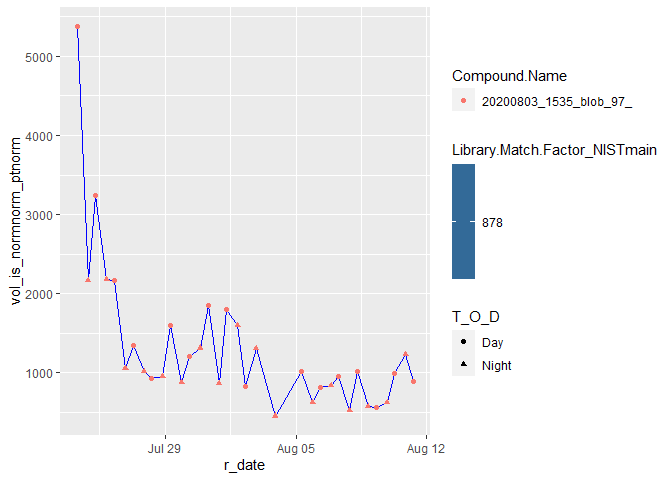 5000
4000
3000
2000
1000
vol_is_normnorm_ptnorm
Jul 29
Aug 05
Aug 12
r_date
Compound.Name
20200803_1535_blob_97_
Library.Match.Factor_NISTmain
878
T_O_D
Day
Night